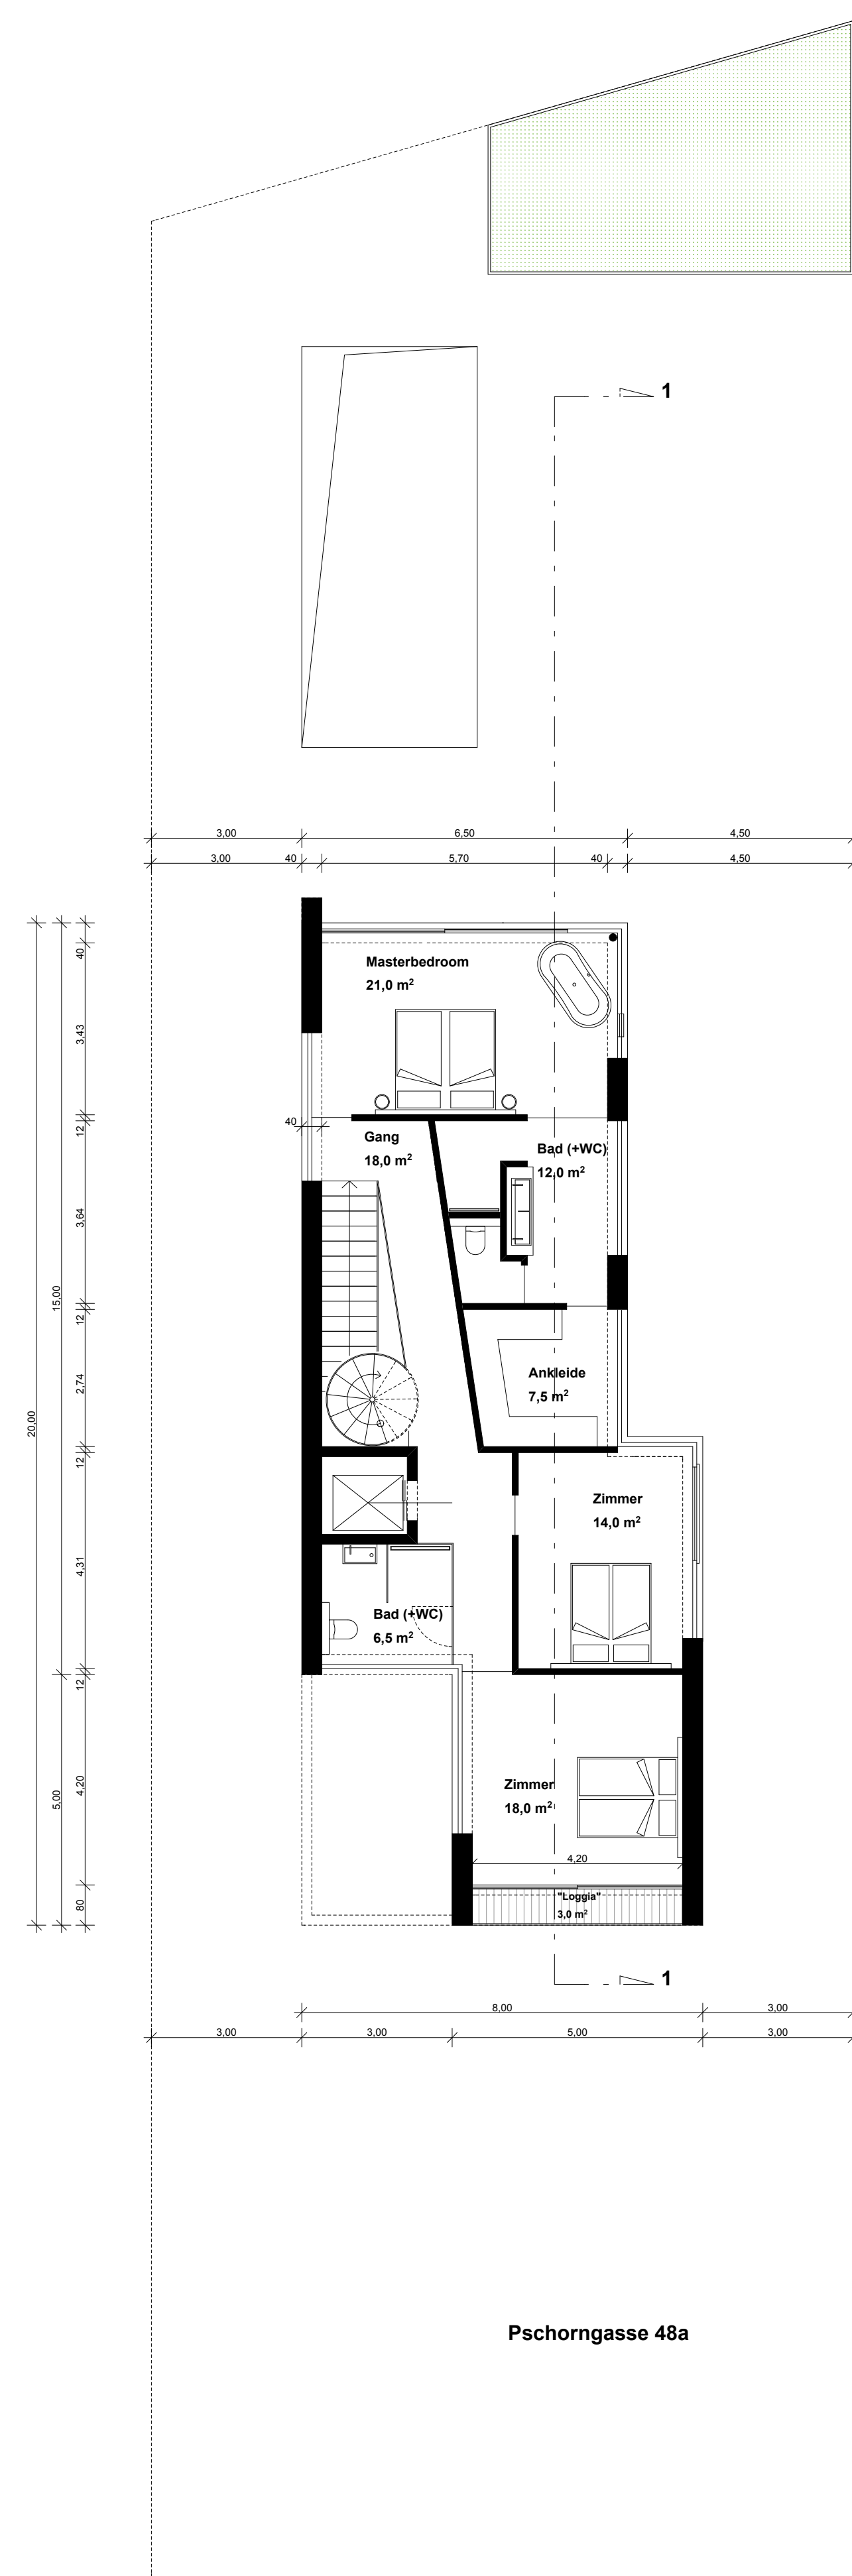 1
3,00
6,50
4,50
3,00
40
5,70
40
4,50
40
3,43
12
3,64
12
2,74
12
4,31
12
4,20
80
15,00
5,00
20,00
Masterbedroom
21,0 m²
40
Gang
18,0 m²
Bad (+WC)
12,0 m²
Ankleide
7,5 m²
Zimmer
14,0 m²
Bad (+WC)
6,5 m²
Zimmer
18,0 m²
4,20
"Loggia"
3,0 m²
1
8,00
3,00
3,00
3,00
5,00
3,00
Pschorngasse 48a